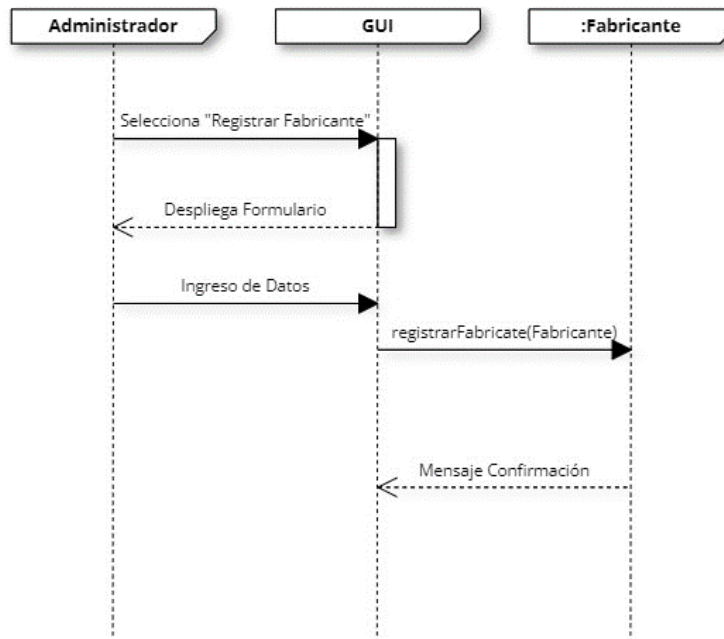 Administrador
GUI
:Fabricante
Selecciona "Registrar Fabricante"
Despliega Formulario
Ingreso de Datos
registrarFabricate(Fabricante)
Mensaje Confirmación